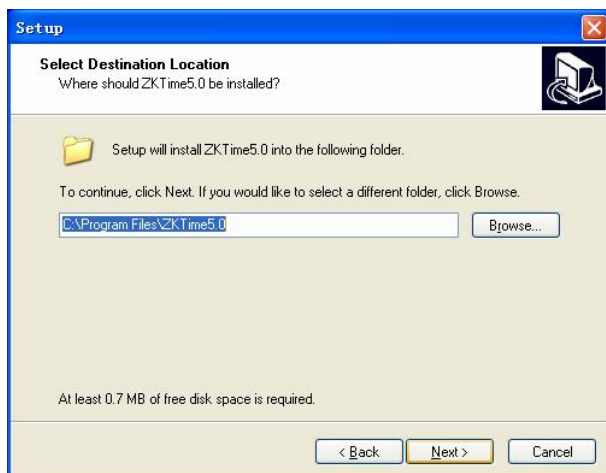 Setup
Select Destination Location
Where should ZKTime5.0 be installed?
Setup will install ZKTime5.0 into the following folder.
To continue, click Next. If you would like to select a different folder, click Browse.
C:\Program Files\ZKTime5.0
Browse...
At least 0.7 MB of free disk space is required.
< Back
Next >
Cancel